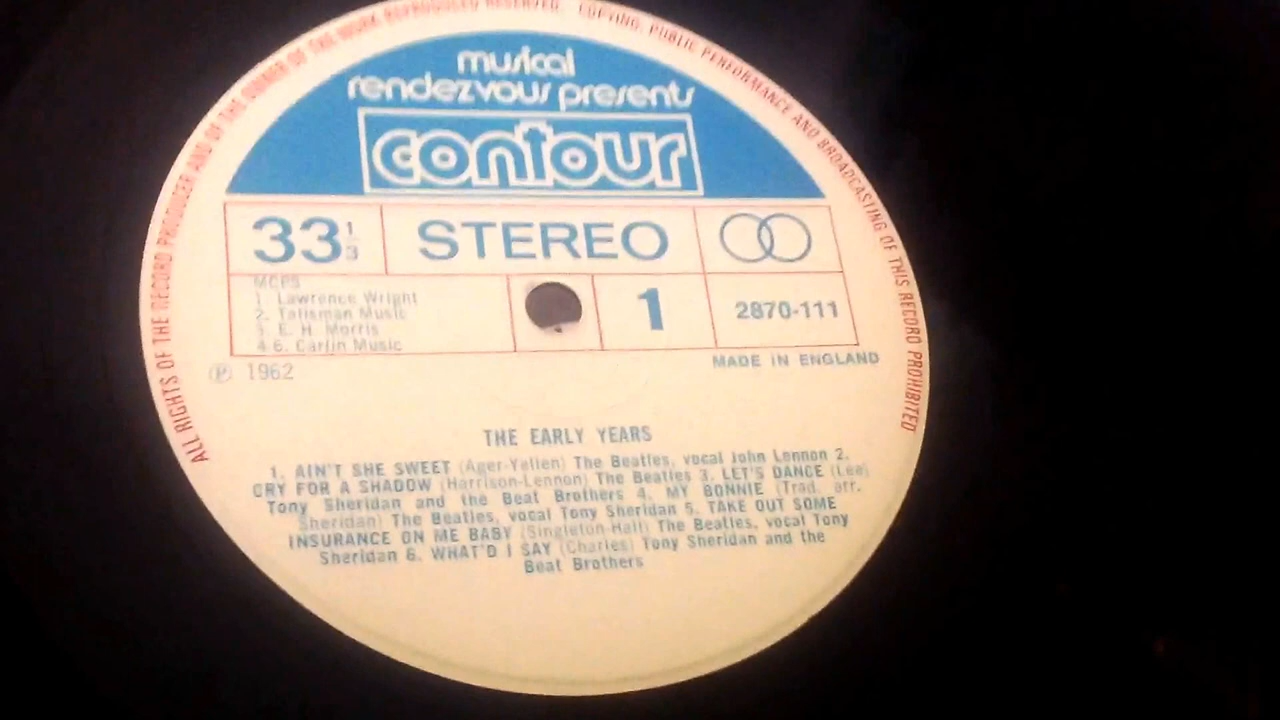 ALL RIGHTS OF THE RECORD PRODUCER AND OF THE OWNER OF THE WORK REPRODUCED RESERVED. COPYING, PUBLIC PERFORMANCE AND BROADCASTING OF THIS RECORD PROHIBITED
musical
rendezvous presents
contour
33 1/3 STEREO
MCPS
1. Lawrence Wright
2. Talisman Music
3. E. H. Morris
4-6. Carlin Music
1
2870-111
MADE IN ENGLAND
Ⓟ 1962
THE EARLY YEARS
1. AIN'T SHE SWEET (Ager-Yellen) The Beatles, vocal John Lennon 2.
CRY FOR A SHADOW (Harrison-Lennon) The Beatles 3. LET'S DANCE (Lee)
Tony Sheridan and the Beat Brothers 4. MY BONNIE (Trad. arr.
Sheridan) The Beatles, vocal Tony Sheridan 5. TAKE OUT SOME
INSURANCE ON ME BABY (Singleton-Hall) The Beatles, vocal Tony
Sheridan 6. WHAT'D I SAY (Charles) Tony Sheridan and the
Beat Brothers